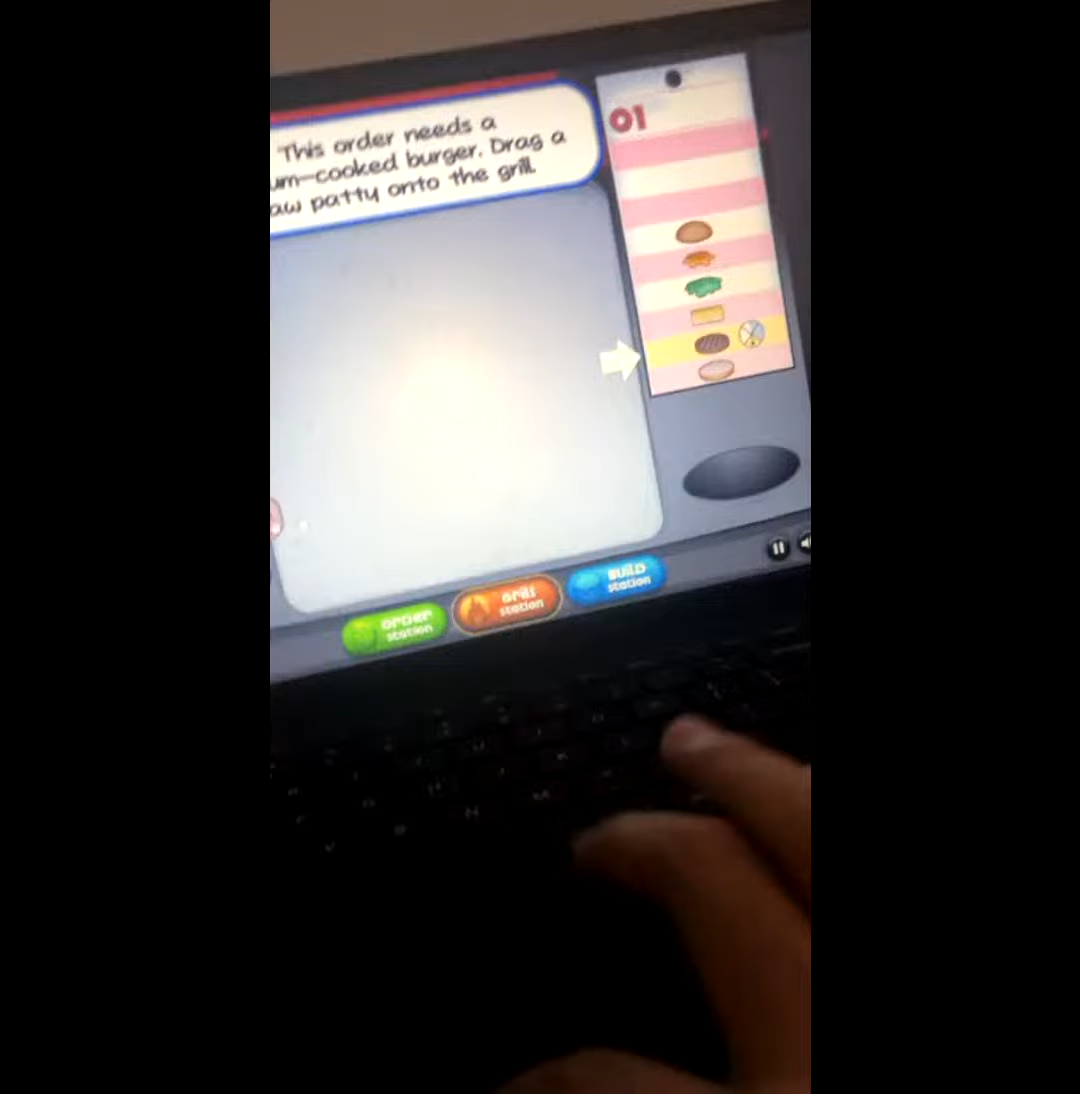 This order needs a
um-cooked burger. Drag a
aw patty onto the grill.
01
ORDER
station
GRILL
station
BUILD
station